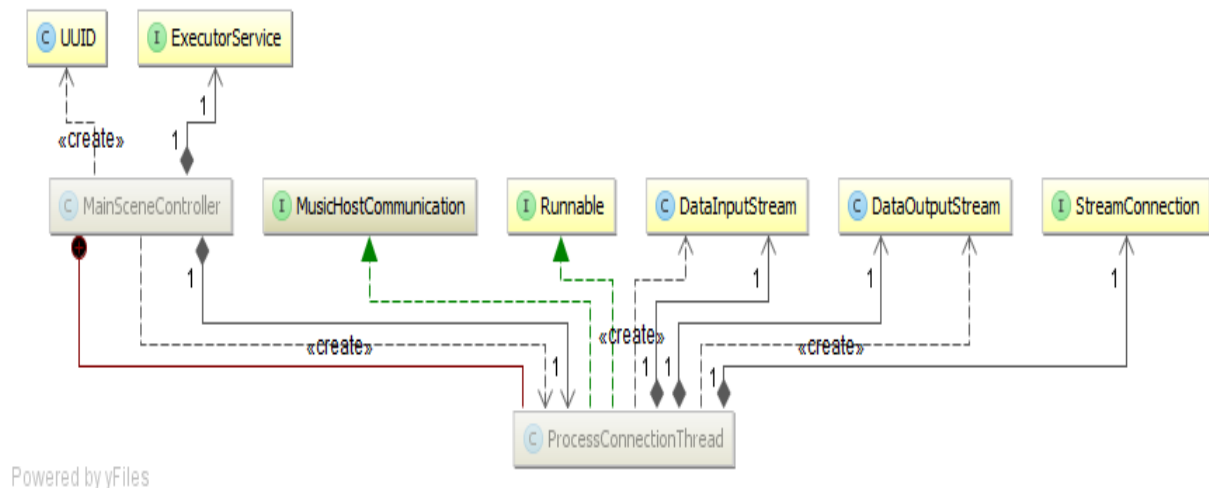 C UUID
I ExecutorService
1
«create»
1
C MainSceneController
I MusicHostCommunication
I Runnable
C DataInputStream
C DataOutputStream
I StreamConnection
1
1
1
1
«create»
«create»
«create»
1
1
1
1
C ProcessConnectionThread
Powered by yFiles